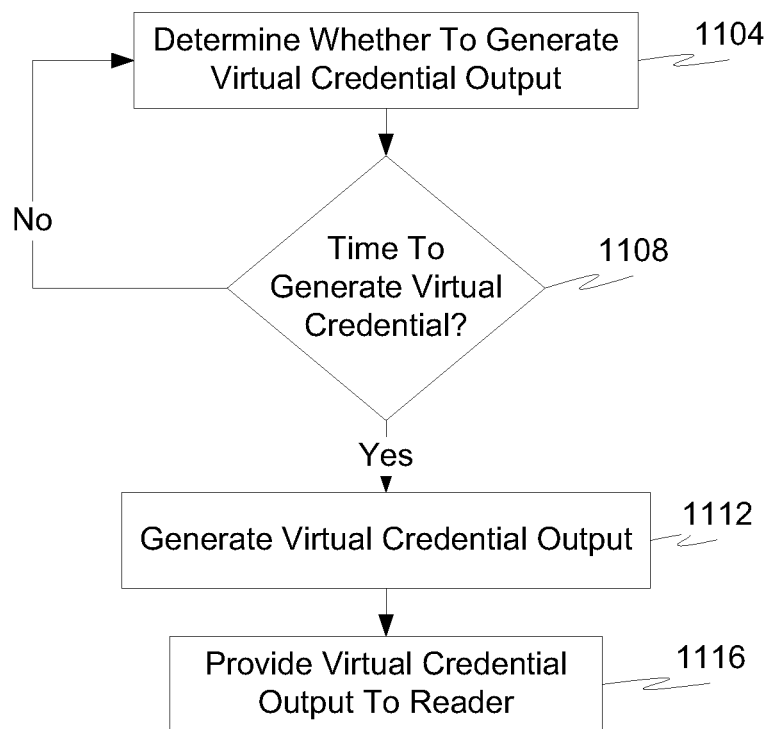 Determine Whether To Generate
Virtual Credential Output
1104
No
Time To
Generate Virtual
Credential?
1108
Yes
Generate Virtual Credential Output
1112
Provide Virtual Credential
Output To Reader
1116